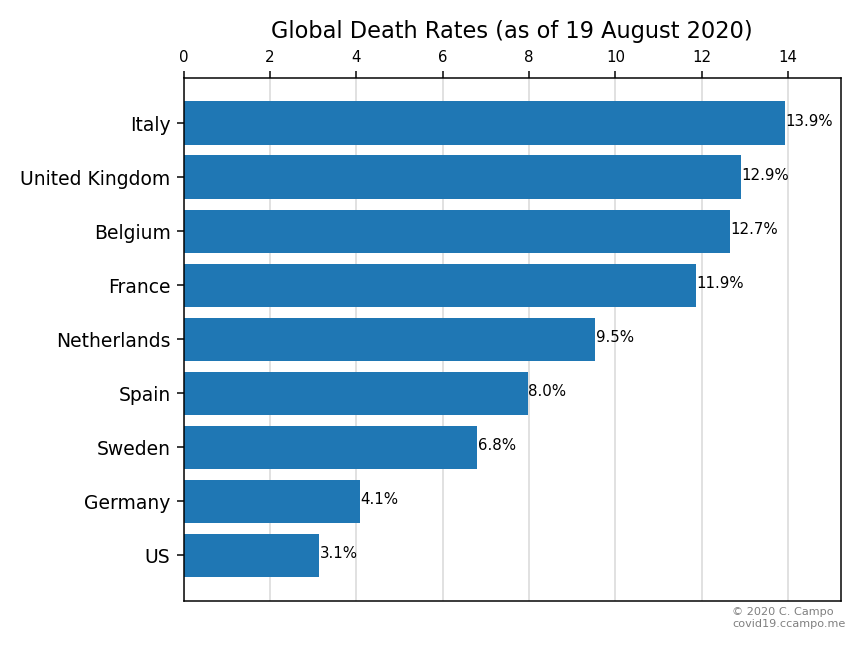 Global Death Rates (as of 19 August 2020)
0 2 4 6 8 10 12 14
Italy 13.9%
United Kingdom 12.9%
Belgium 12.7%
France 11.9%
Netherlands 9.5%
Spain 8.0%
Sweden 6.8%
Germany 4.1%
US 3.1%
© 2020 C. Campo
covid19.ccampo.me